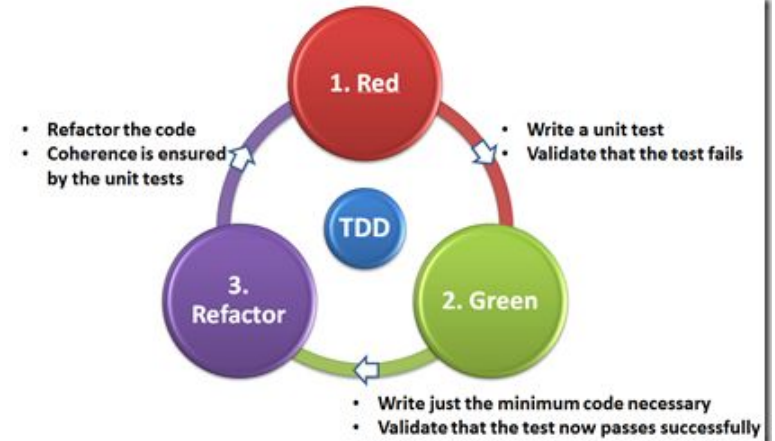 1. Red
• Write a unit test
• Validate that the test fails
• Refactor the code
• Coherence is ensured
by the unit tests
TDD
2. Green
3.
Refactor
• Write just the minimum code necessary
• Validate that the test now passes successfully